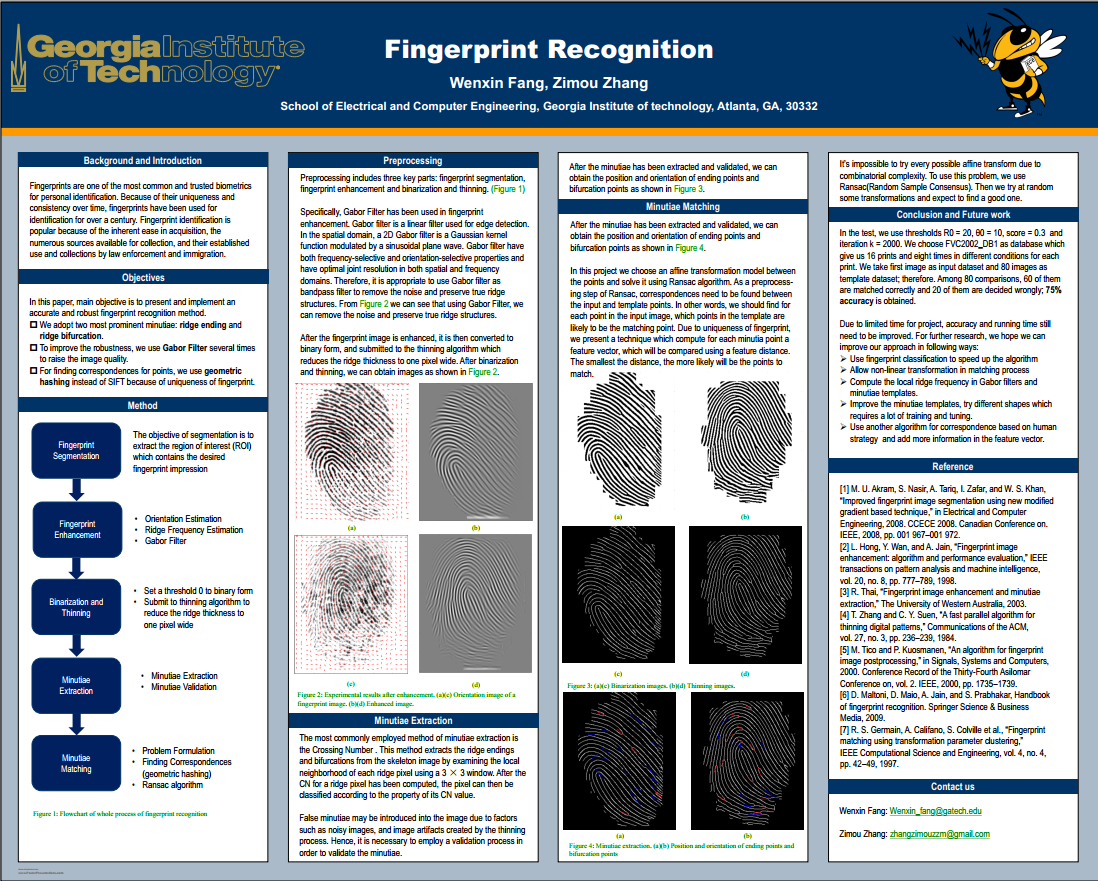 GeorgiaInstitute
of Technology
Fingerprint Recognition
Wenxin Fang, Zimou Zhang
School of Electrical and Computer Engineering, Georgia Institute of technology, Atlanta, GA, 30332
Background and Introduction
Fingerprints are one of the most common and trusted biometrics
for personal identification. Because of their uniqueness and
consistency over time, fingerprints have been used for
identification for over a century. Fingerprint identification is
popular because of the inherent ease in acquisition, the
numerous sources available for collection, and their established
use and collections by law enforcement and immigration.
Objectives
In this paper, main objective is to present and implement an
accurate and robust fingerprint recognition method.
We adopt two most prominent minutiae: ridge ending and
ridge bifurcation.
To improve the robustness, we use Gabor Filter several times
to raise the image quality.
For finding correspondences for points, we use geometric
hashing instead of SIFT because of uniqueness of fingerprint.
Method
Fingerprint
Segmentation
The objective of segmentation is to
extract the region of interest (ROI)
which contains the desired
fingerprint impression
Fingerprint
Enhancement
• Orientation Estimation
• Ridge Frequency Estimation
• Gabor Filter
Binarization and
Thinning
• Set a threshold 0 to binary form
• Submit to thinning algorithm to
reduce the ridge thickness to
one pixel wide
Minutiae
Extraction
• Minutiae Extraction
• Minutiae Validation
Minutiae
Matching
• Problem Formulation
• Finding Correspondences
(geometric hashing)
• Ransac algorithm
Figure 1: Flowchart of whole process of fingerprint recognition
Preprocessing
Preprocessing includes three key parts: fingerprint segmentation,
fingerprint enhancement and binarization and thinning. (Figure 1)
Specifically, Gabor Filter has been used in fingerprint
enhancement. Gabor filter is a linear filter used for edge detection.
In the spatial domain, a 2D Gabor filter is a Gaussian kernel
function modulated by a sinusoidal plane wave. Gabor filter have
both frequency-selective and orientation-selective properties and
have optimal joint resolution in both spatial and frequency
domains. Therefore, it is appropriate to use Gabor filter as
bandpass filter to remove the noise and preserve true ridge
structures. From Figure 2 we can see that using Gabor Filter, we
can remove the noise and preserve true ridge structures.
After the fingerprint image is enhanced, it is then converted to
binary form, and submitted to the thinning algorithm which
reduces the ridge thickness to one pixel wide. After binarization
and thinning, we can obtain images as shown in Figure 2.
(a)
(b)
(c)
(d)
Figure 2: Experimental results after enhancement. (a)(c) Orientation image of a
fingerprint image. (b)(d) Enhanced image.
Minutiae Extraction
The most commonly employed method of minutiae extraction is
the Crossing Number . This method extracts the ridge endings
and bifurcations from the skeleton image by examining the local
neighborhood of each ridge pixel using a 3 × 3 window. After the
CN for a ridge pixel has been computed, the pixel can then be
classified according to the property of its CN value.
False minutiae may be introduced into the image due to factors
such as noisy images, and image artifacts created by the thinning
process. Hence, it is necessary to employ a validation process in
order to validate the minutiae.
After the minutiae has been extracted and validated, we can
obtain the position and orientation of ending points and
bifurcation points as shown in Figure 3.
Minutiae Matching
After the minutiae has been extracted and validated, we can
obtain the position and orientation of ending points and
bifurcation points as shown in Figure 4.
In this project we choose an affine transformation model between
the points and solve it using Ransac algorithm. As a preprocess-
ing step of Ransac, correspondences need to be found between
the input and template points. In other words, we should find for
each point in the input image, which points in the template are
likely to be the matching point. Due to uniqueness of fingerprint,
we present a technique which compute for each minutia point a
feature vector, which will be compared using a feature distance.
The smallest the distance, the more likely will be the points to
match.
(a)
(b)
(c)
(d)
Figure 3: (a)(c) Binarization images. (b)(d) Thinning images.
(a)
(b)
Figure 4: Minutiae extraction. (a)(b) Position and orientation of ending points and
bifurcation points
It's impossible to try every possible affine transform due to
combinatorial complexity. To use this problem, we use
Ransac(Random Sample Consensus). Then we try at random
some transformations and expect to find a good one.
Conclusion and Future work
In the test, we use thresholds R0 = 20, θ0 = 10, score = 0.3 and
iteration k = 2000. We choose FVC2002_DB1 as database which
give us 16 prints and eight times in different conditions for each
print. We take first image as input dataset and 80 images as
template dataset; therefore. Among 80 comparisons, 60 of them
are matched correctly and 20 of them are decided wrongly; 75%
accuracy is obtained.
Due to limited time for project, accuracy and running time still
need to be improved. For further research, we hope we can
improve our approach in following ways:
➢ Use fingerprint classification to speed up the algorithm
➢ Allow non-linear transformation in matching process
➢ Compute the local ridge frequency in Gabor filters and
minutiae templates.
➢ Improve the minutiae templates, try different shapes which
requires a lot of training and tuning.
➢ Use another algorithm for correspondence based on human
strategy and add more information in the feature vector.
Reference
[1] M. U. Akram, S. Nasir, A. Tariq, I. Zafar, and W. S. Khan,
"Improved fingerprint image segmentation using new modified
gradient based technique," in Electrical and Computer
Engineering, 2008. CCECE 2008. Canadian Conference on.
IEEE, 2008, pp. 001 967–001 972.
[2] L. Hong, Y. Wan, and A. Jain, "Fingerprint image
enhancement: algorithm and performance evaluation," IEEE
transactions on pattern analysis and machine intelligence,
vol. 20, no. 8, pp. 777–789, 1998.
[3] R. Thai, "Fingerprint image enhancement and minutiae
extraction," The University of Western Australia, 2003.
[4] T. Zhang and C. Y. Suen, "A fast parallel algorithm for
thinning digital patterns," Communications of the ACM,
vol. 27, no. 3, pp. 236–239, 1984.
[5] M. Tico and P. Kuosmanen, "An algorithm for fingerprint
image postprocessing," in Signals, Systems and Computers,
2000. Conference Record of the Thirty-Fourth Asilomar
Conference on, vol. 2. IEEE, 2000, pp. 1735–1739.
[6] D. Maltoni, D. Maio, A. Jain, and S. Prabhakar, Handbook
of fingerprint recognition. Springer Science & Business
Media, 2009.
[7] R. S. Germain, A. Califano, S. Colville et al., "Fingerprint
matching using transformation parameter clustering,"
IEEE Computational Science and Engineering, vol. 4, no. 4,
pp. 42–49, 1997.
Contact us
Wenxin Fang: Wenxin_fang@gatech.edu
Zimou Zhang: zhangzimouzzm@gmail.com